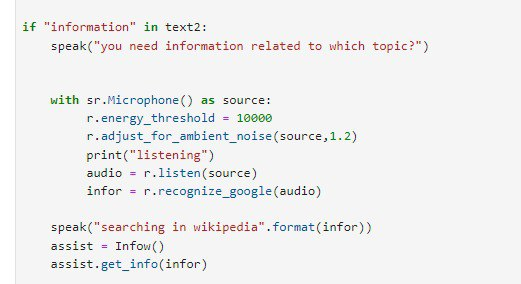 if "information" in text2:
    speak("you need information related to which topic?")
    with sr.Microphone() as source:
        r.energy_threshold = 10000
        r.adjust_for_ambient_noise(source,1.2)
        print("listening")
        audio = r.listen(source)
        infor = r.recognize_google(audio)
    speak("searching in wikipedia".format(infor))
    assist = Infow()
    assist.get_info(infor)